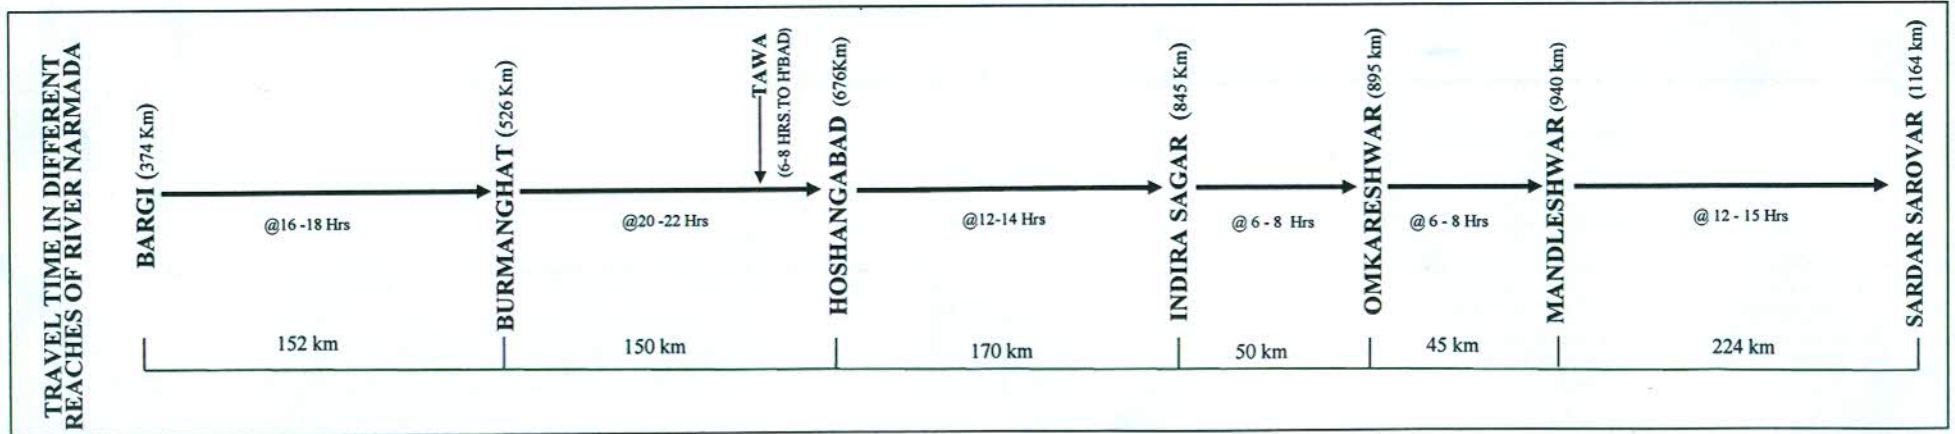 TRAVEL TIME IN DIFFERENT
REACHES OF RIVER NARMADA
BARGI (374 Km)
@16 -18 Hrs
152 km
BURMANGHAT (526 Km)
@20 -22 Hrs
150 km
TAWA
(6-8 HRS.TO H'BAD)
HOSHANGABAD (676Km)
@12-14 Hrs
170 km
INDIRA SAGAR (845 Km)
@ 6 - 8 Hrs
50 km
OMKARESHWAR (895 km)
@ 6 - 8 Hrs
45 km
MANDLESHWAR (940 km)
@ 12 - 15 Hrs
224 km
SARDAR SAROVAR (1164 km)